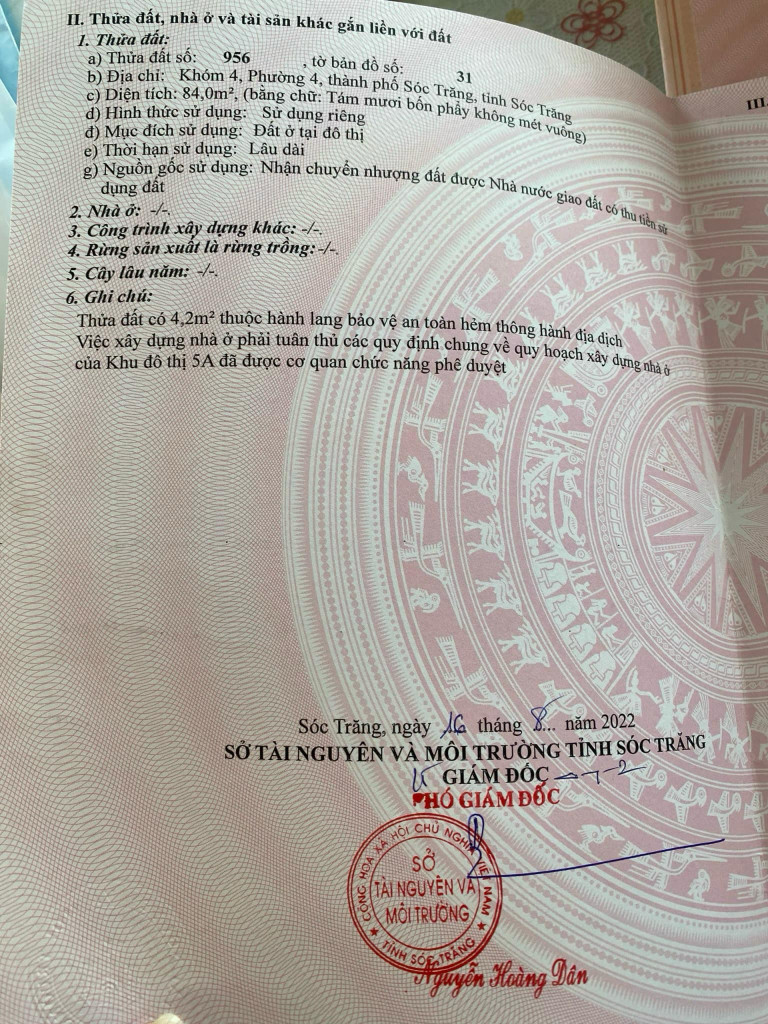 II. Thửa đất, nhà ở và tài sản khác gắn liền với đất
1. Thửa đất:
a) Thửa đất số: 956 , tờ bản đồ số: 31
b) Địa chỉ: Khóm 4, Phường 4, thành phố Sóc Trăng, tỉnh Sóc Trăng
c) Diện tích: 84,0m², (bằng chữ: Tám mươi bốn phẩy không mét vuông)
d) Hình thức sử dụng: Sử dụng riêng
đ) Mục đích sử dụng: Đất ở tại đô thị
e) Thời hạn sử dụng: Lâu dài
g) Nguồn gốc sử dụng: Nhận chuyển nhượng đất được Nhà nước giao đất có thu tiền sử
dụng đất
2. Nhà ở: -/-.
3. Công trình xây dựng khác: -/-.
4. Rừng sản xuất là rừng trồng: -/-.
5. Cây lâu năm: -/-.
6. Ghi chú:
Thửa đất có 4,2m² thuộc hành lang bảo vệ an toàn hẻm thông hành địa dịch
Việc xây dựng nhà ở phải tuân thủ các quy định chung về quy hoạch xây dựng nhà ở
của Khu đô thị 5A đã được cơ quan chức năng phê duyệt
III.
Sóc Trăng, ngày 16 tháng 8... năm 2022
SỞ TÀI NGUYÊN VÀ MÔI TRƯỜNG TỈNH SÓC TRĂNG
GIÁM ĐỐC
PHÓ GIÁM ĐỐC
CỘNG HÒA XÃ HỘI CHỦ NGHĨA VIỆT NAM
SỞ
TÀI NGUYÊN VÀ
MÔI TRƯỜNG
★ TỈNH SÓC TRĂNG ★
Nguyễn Hoàng Dân